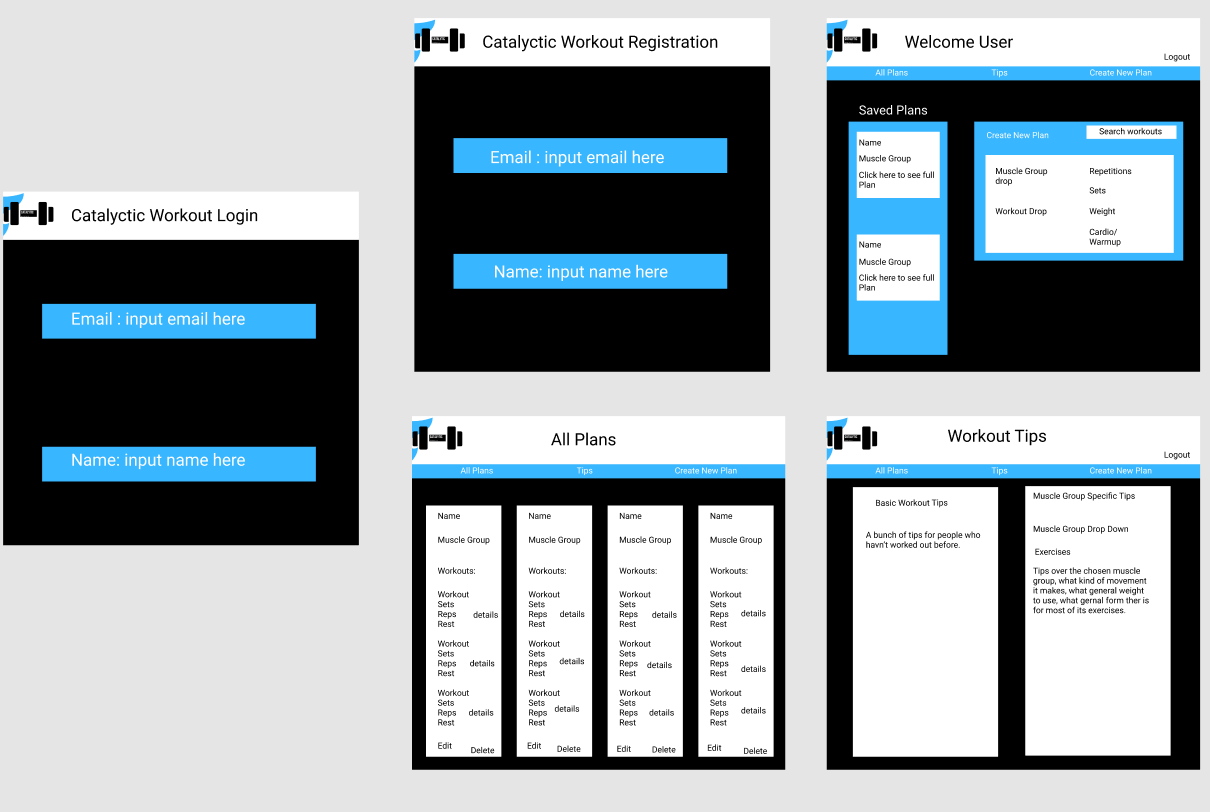 Catalyctic Workout Login
Email : input email here
Name: input name here
Catalyctic Workout Registration
Email : input email here
Name: input name here
Welcome User
Logout
All Plans
Tips
Create New Plan
Saved Plans
Name
Muscle Group
Click here to see full
Plan
Name
Muscle Group
Click here to see full
Plan
Create New Plan
Search workouts
Muscle Group
drop
Workout Drop
Repetitions
Sets
Weight
Cardio/
Warmup
All Plans
All Plans
Tips
Create New Plan
Name
Muscle Group
Workouts:
Workout
Sets
Reps details
Rest
Workout
Sets
Reps details
Rest
Workout
Sets
Reps details
Rest
Edit Delete
Name
Muscle Group
Workouts:
Workout
Sets
Reps details
Rest
Workout
Sets
Reps details
Rest
Workout
Sets
Reps details
Rest
Edit Delete
Name
Muscle Group
Workouts:
Workout
Sets
Reps details
Rest
Workout
Sets
Reps details
Rest
Workout
Sets
Reps details
Rest
Edit Delete
Name
Muscle Group
Workouts:
Workout
Sets
Reps details
Rest
Workout
Sets
Reps details
Rest
Workout
Sets
Reps details
Rest
Edit Delete
Workout Tips
Logout
All Plans
Tips
Create New Plan
Basic Workout Tips
A bunch of tips for people who
havn't worked out before.
Muscle Group Specific Tips
Muscle Group Drop Down
Exercises
Tips over the chosen muscle
group, what kind of movement
it makes, what general weight
to use, what gernal form ther is
for most of its exercises.